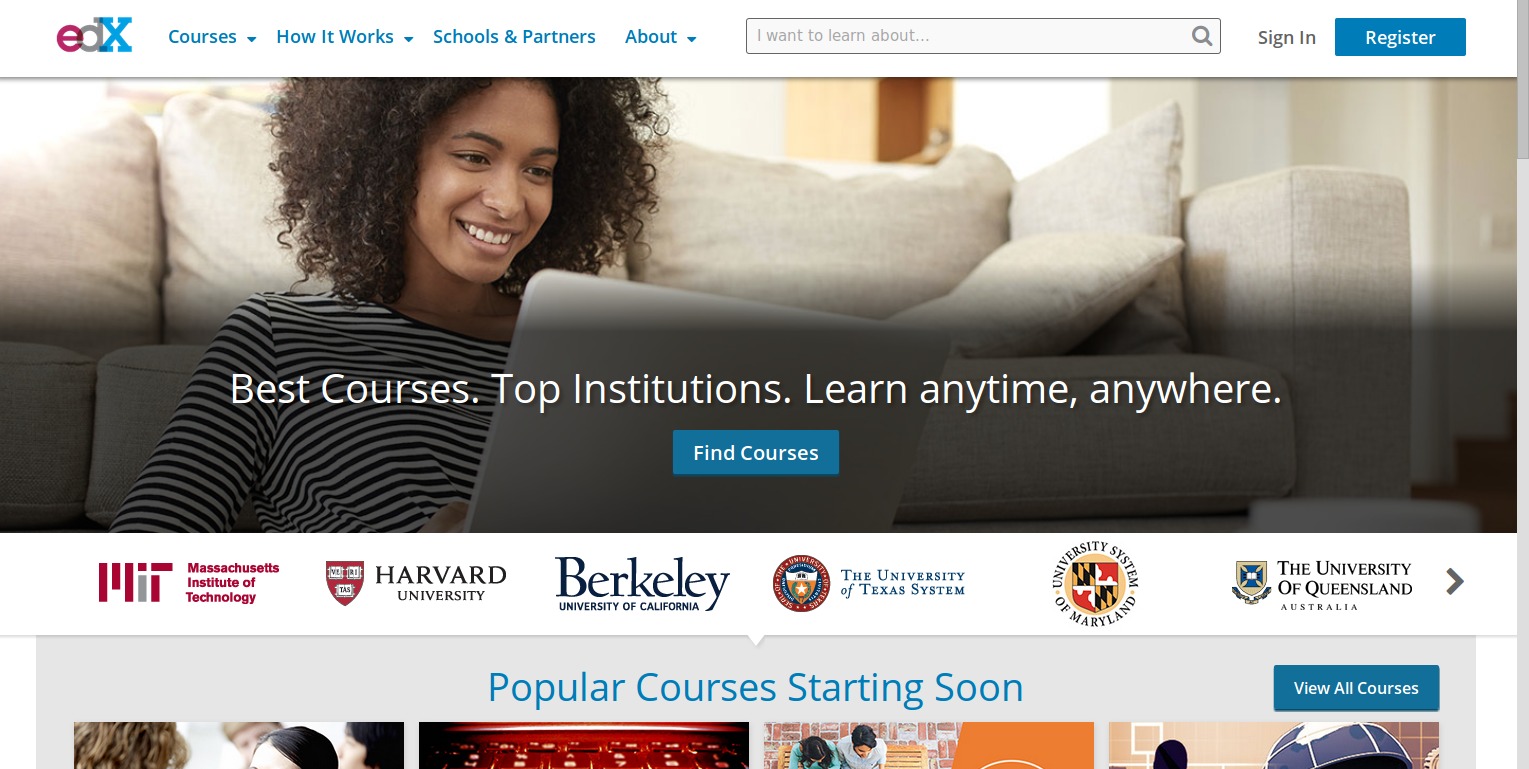 edX
Courses
How It Works
Schools & Partners
About
I want to learn about...
Sign In
Register
Best Courses. Top Institutions. Learn anytime, anywhere.
Find Courses
MIT
Massachusetts
Institute of
Technology
VE RI
TAS
HARVARD
UNIVERSITY
Berkeley
UNIVERSITY OF CALIFORNIA
THE UNIVERSITY
of TEXAS SYSTEM
UNIVERSITY SYSTEM
OF MARYLAND
THE UNIVERSITY
OF QUEENSLAND
AUSTRALIA
Popular Courses Starting Soon
View All Courses